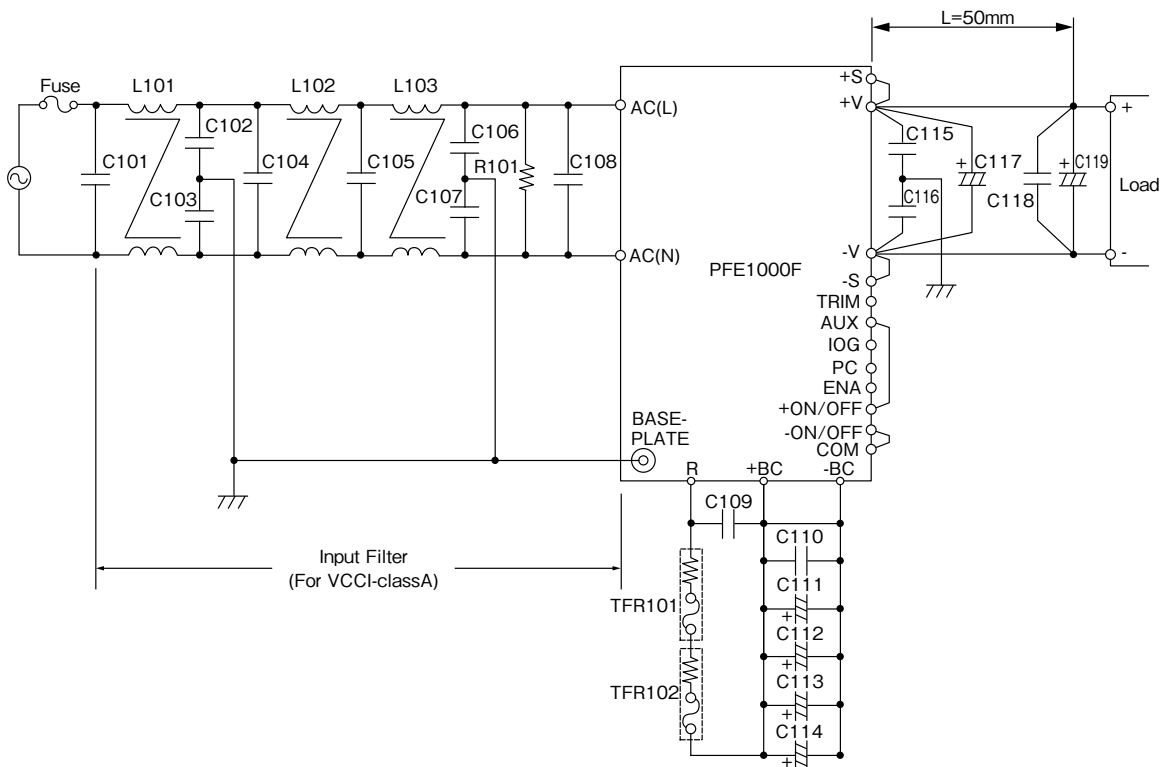 L=50mm
Fuse
L101
L102
L103
+S
+V
AC(L)
+
C101
C102
C103
C104
C105
C106
C107
R101
C108
C115
C116
+
C117
C118
+
C119
Load
AC(N)
-V
-
PFE1000F
-S
TRIM
AUX
IOG
PC
ENA
+ON/OFF
-ON/OFF
COM
BASE-
PLATE
R
+BC
-BC
C109
C110
Input Filter
(For VCCI-classA)
C111
TFR101
+
C112
+
C113
TFR102
+
C114
+